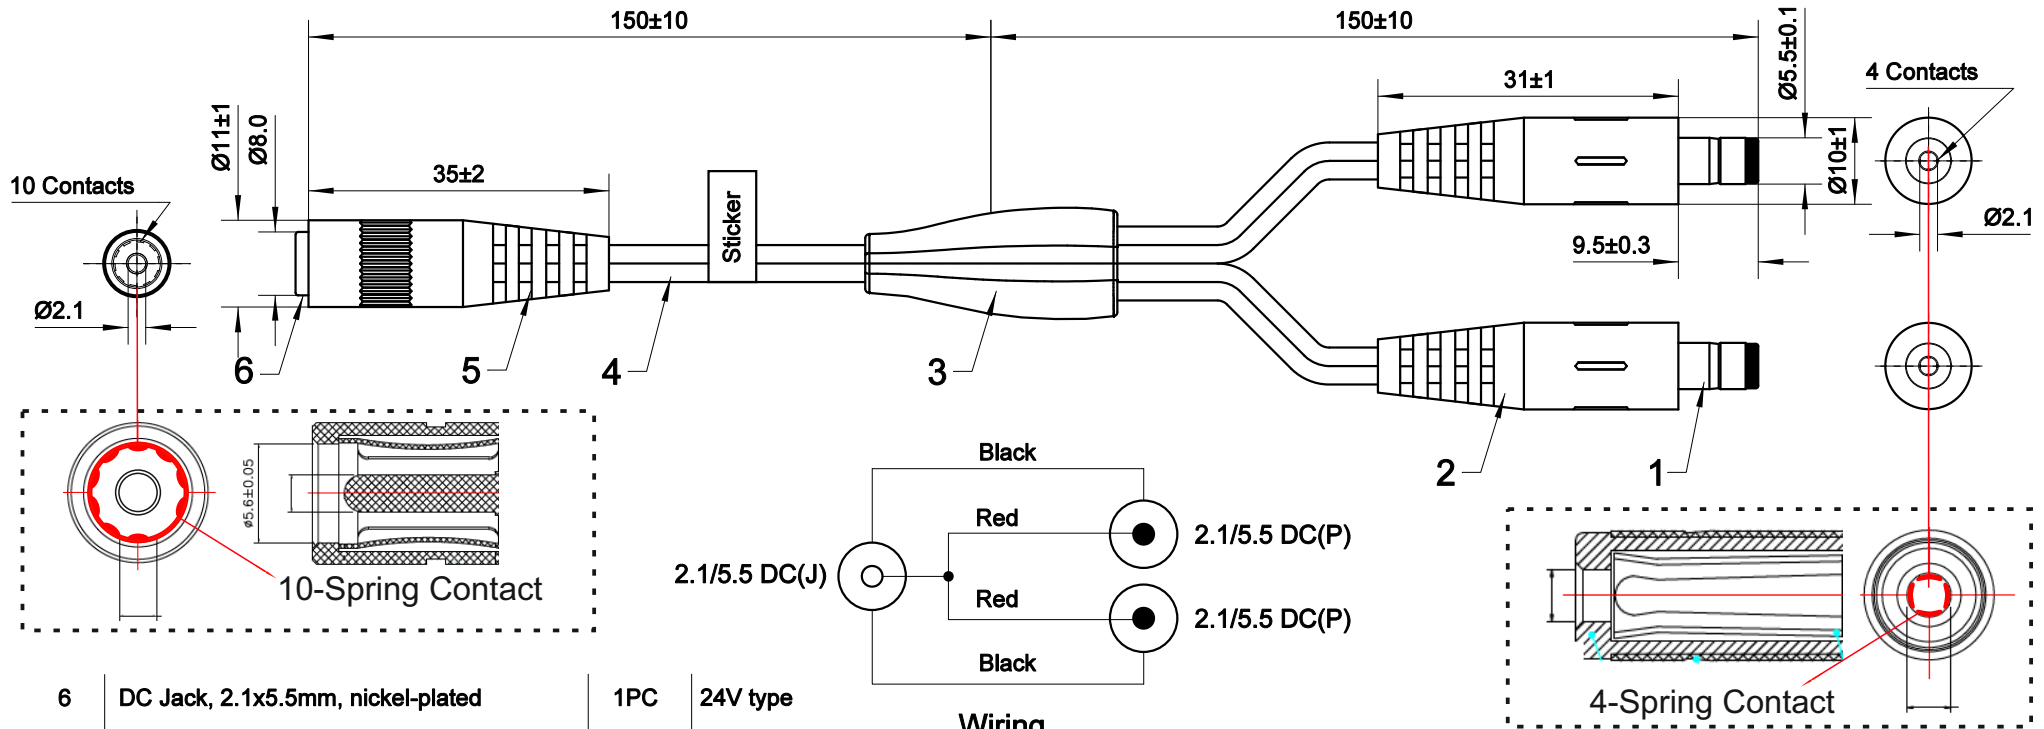 150±10
150±10
Ø5.5±0.1
4 Contacts
31±1
Ø11±1
Ø8.0
35±2
Sticker
Ø10±1
10 Contacts
Ø2.1
9.5±0.3
Ø2.1
6
5
4
3
2
1
ø5.6±0.05
10-Spring Contact
Black
Red
2.1/5.5 DC(P)
2.1/5.5 DC(J)
Red
2.1/5.5 DC(P)
Black
4-Spring Contact
6 DC Jack, 2.1x5.5mm, nickel-plated 1PC 24V type
Wiring